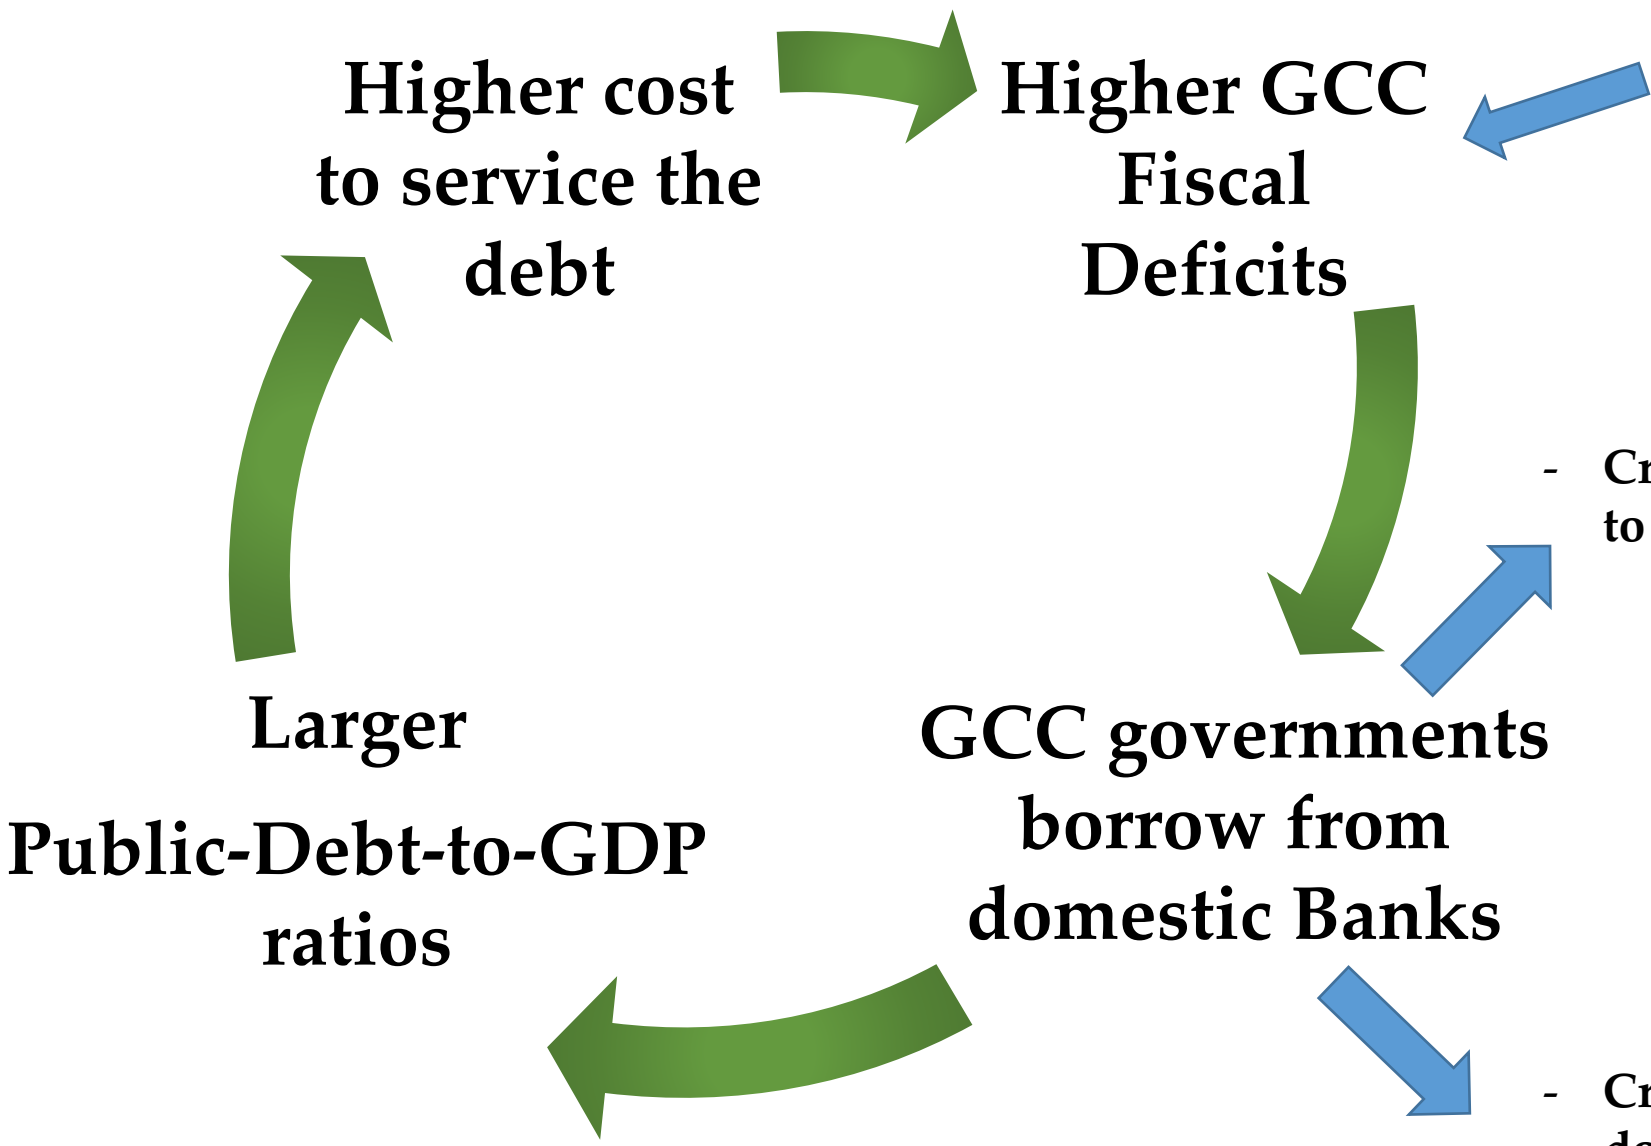 Higher cost
to service the
debt
Higher GCC
Fiscal
Deficits
-
to
GCC governments
borrow from
domestic Banks
Larger
Public-Debt-to-GDP
ratios
-